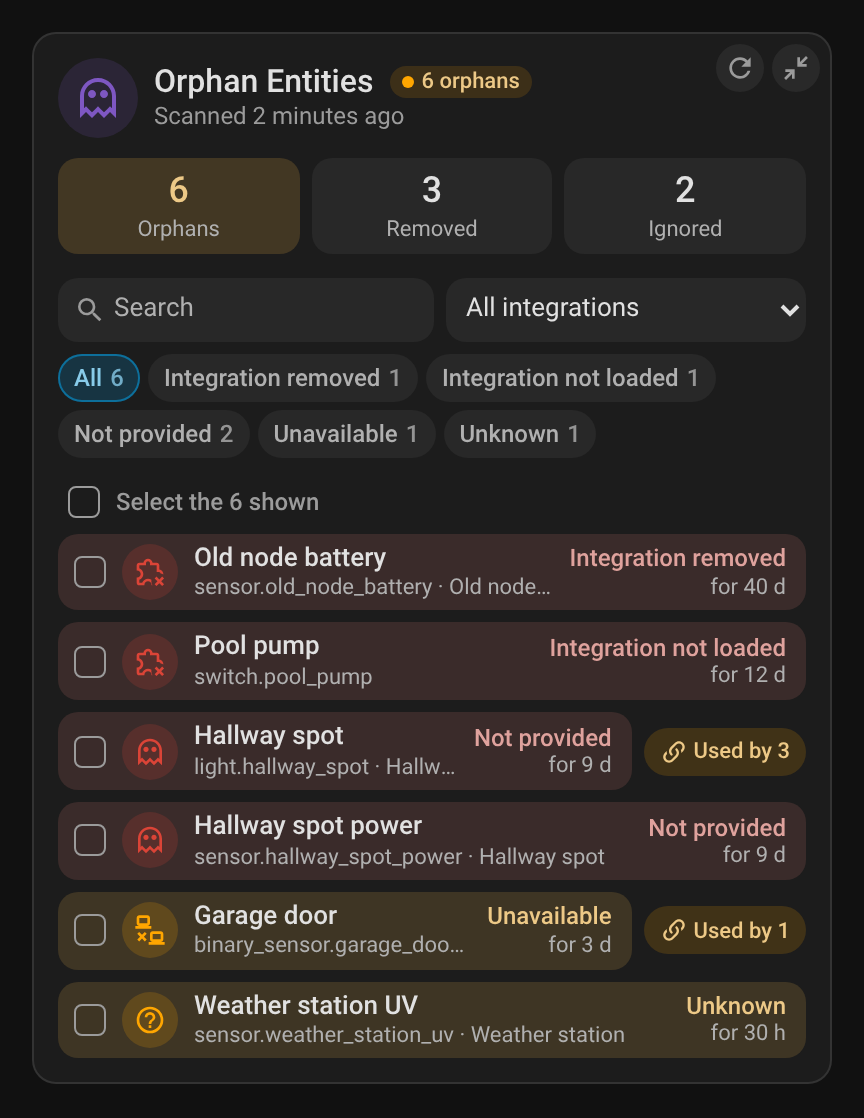 Orphan Entities
6 orphans
Scanned 2 minutes ago
6
Orphans
3
Removed
2
Ignored
Search
All integrations
All 6
Integration removed 1
Integration not loaded 1
Not provided 2
Unavailable 1
Unknown 1
Select the 6 shown
Old node battery
Integration removed
sensor.old_node_battery · Old node…
for 40 d
Pool pump
Integration not loaded
switch.pool_pump
for 12 d
Hallway spot
Not provided
light.hallway_spot · Hallw…
for 9 d
Used by 3
Hallway spot power
Not provided
sensor.hallway_spot_power · Hallway spot
for 9 d
Garage door
Unavailable
binary_sensor.garage_doo…
for 3 d
Used by 1
Weather station UV
Unknown
sensor.weather_station_uv · Weather station
for 30 h